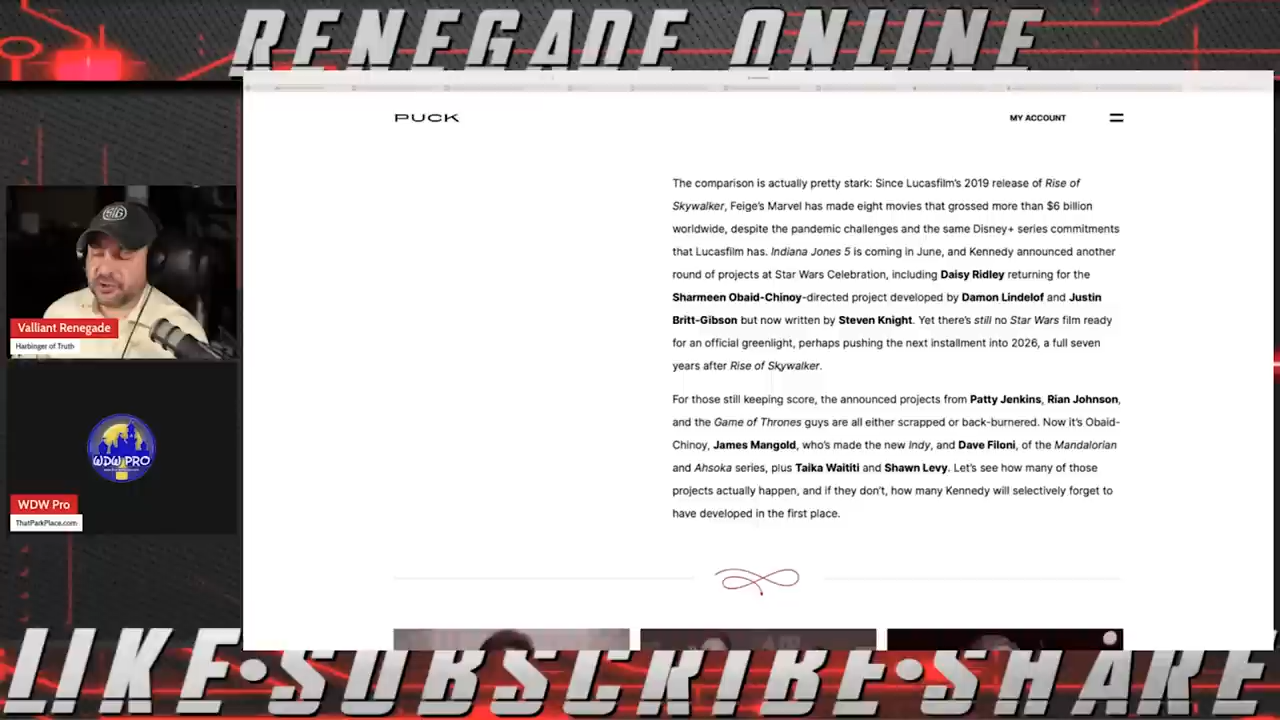 RENEGADE ONLINE
PUCK
MY ACCOUNT
The comparison is actually pretty stark: Since Lucasfilm's 2019 release of Rise of
Skywalker, Feige's Marvel has made eight movies that grossed more than $6 billion
worldwide, despite the pandemic challenges and the same Disney+ series commitments
that Lucasfilm has. Indiana Jones 5 is coming in June, and Kennedy announced another
round of projects at Star Wars Celebration, including Daisy Ridley returning for the
Sharmeen Obaid-Chinoy-directed project developed by Damon Lindelof and Justin
Britt-Gibson but now written by Steven Knight. Yet there's still no Star Wars film ready
for an official greenlight, perhaps pushing the next installment into 2026, a full seven
years after Rise of Skywalker.
For those still keeping score, the announced projects from Patty Jenkins, Rian Johnson,
and the Game of Thrones guys are all either scrapped or back-burnered. Now it's Obaid-
Chinoy, James Mangold, who's made the new Indy, and Dave Filoni, of the Mandalorian
and Ahsoka series, plus Taika Waititi and Shawn Levy. Let's see how many of those
projects actually happen, and if they don't, how many Kennedy will selectively forget to
have developed in the first place.
Valliant Renegade
Harbinger of Truth
WDW PRO
WDW Pro
ThatParkPlace.com
LIKE•SUBSCRIBE•SHARE